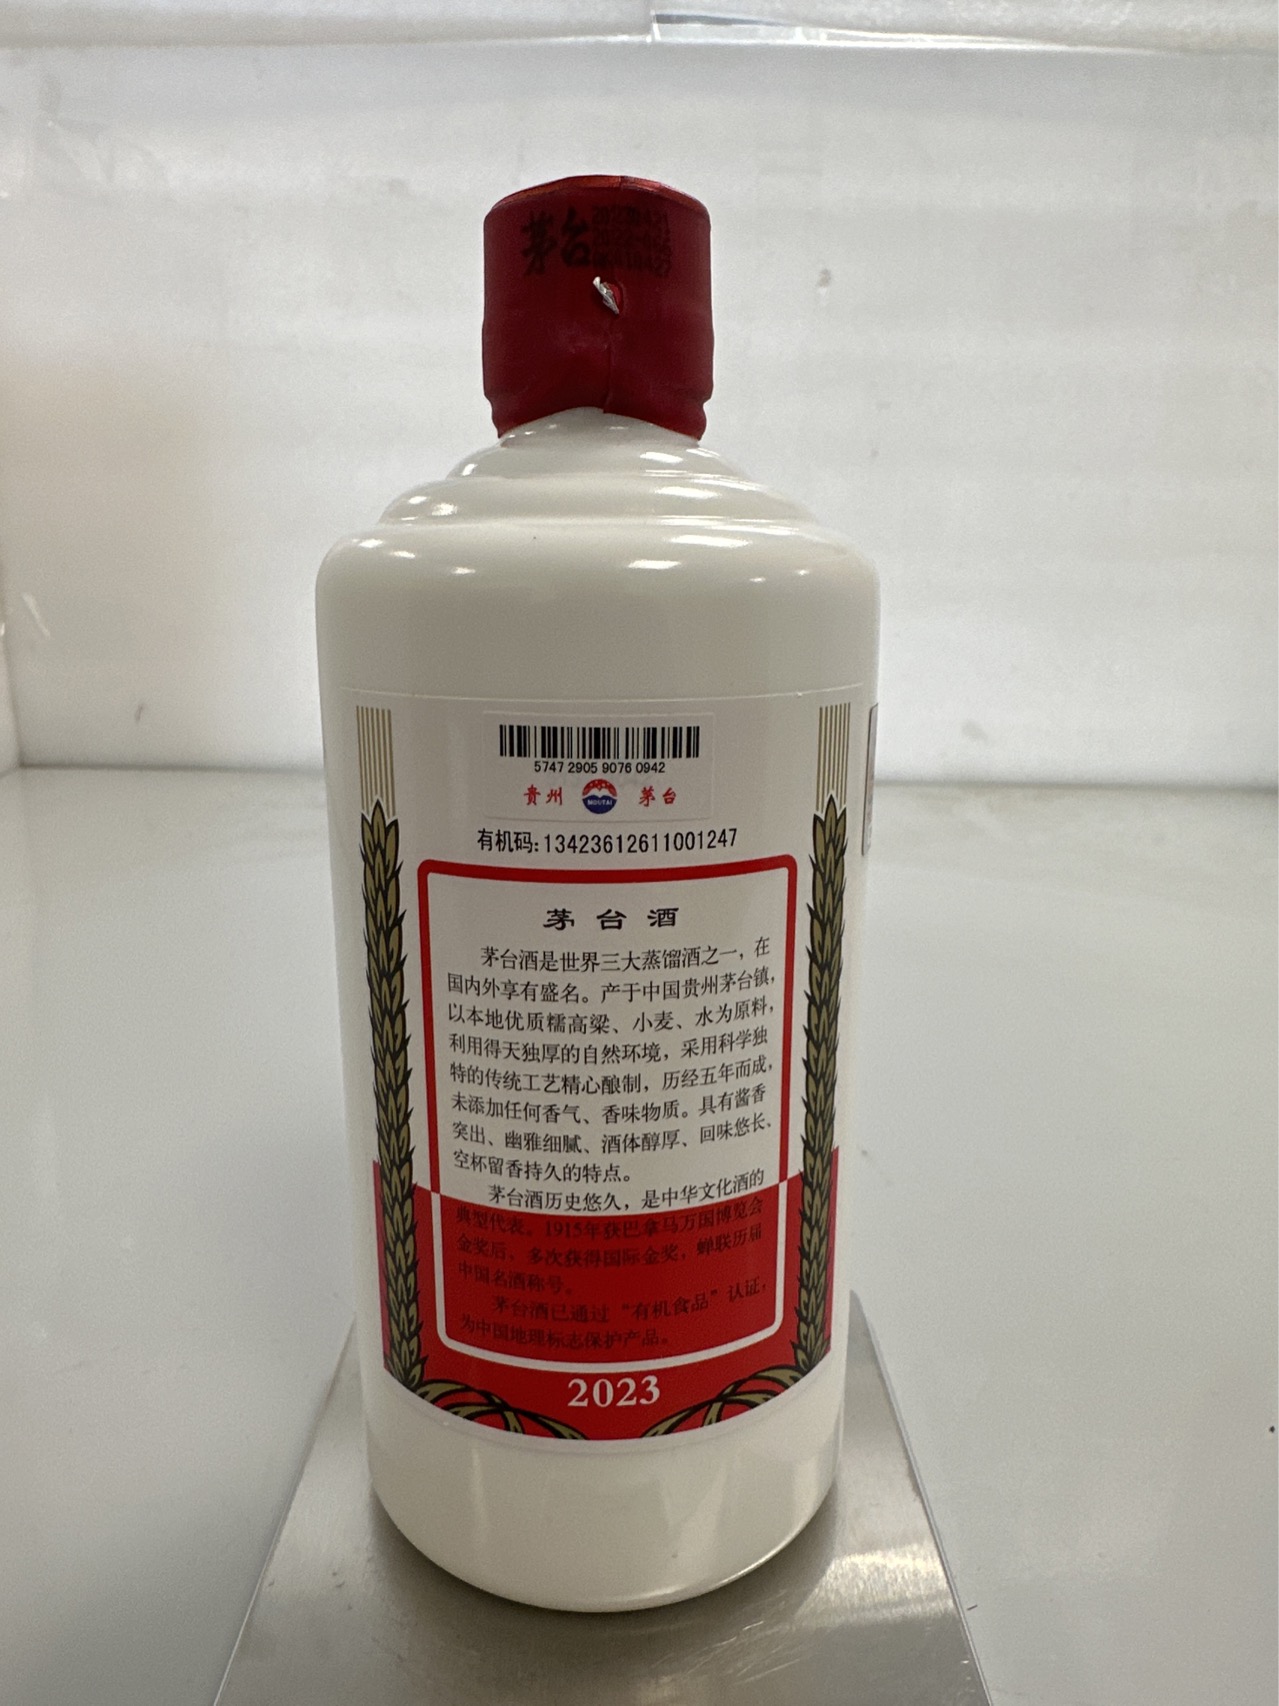 茅台
5747 2905 9076 0942
贵州 MOUTAI 茅台
有机码:13423612611001247
茅台酒
茅台酒是世界三大蒸馏酒之一，在
国内外享有盛名。产于中国贵州茅台镇，
以本地优质糯高粱、小麦、水为原料，
利用得天独厚的自然环境，采用科学独
特的传统工艺精心酿制，历经五年而成，
未添加任何香气、香味物质。具有酱香
突出、幽雅细腻、酒体醇厚、回味悠长、
空杯留香持久的特点。
茅台酒历史悠久，是中华文化酒的
典型代表。1915年获巴拿马万国博览会
金奖后，多次获得国际金奖，蝉联历届
中国名酒称号。
茅台酒已通过“有机食品”认证，
为中国地理标志保护产品。
2023